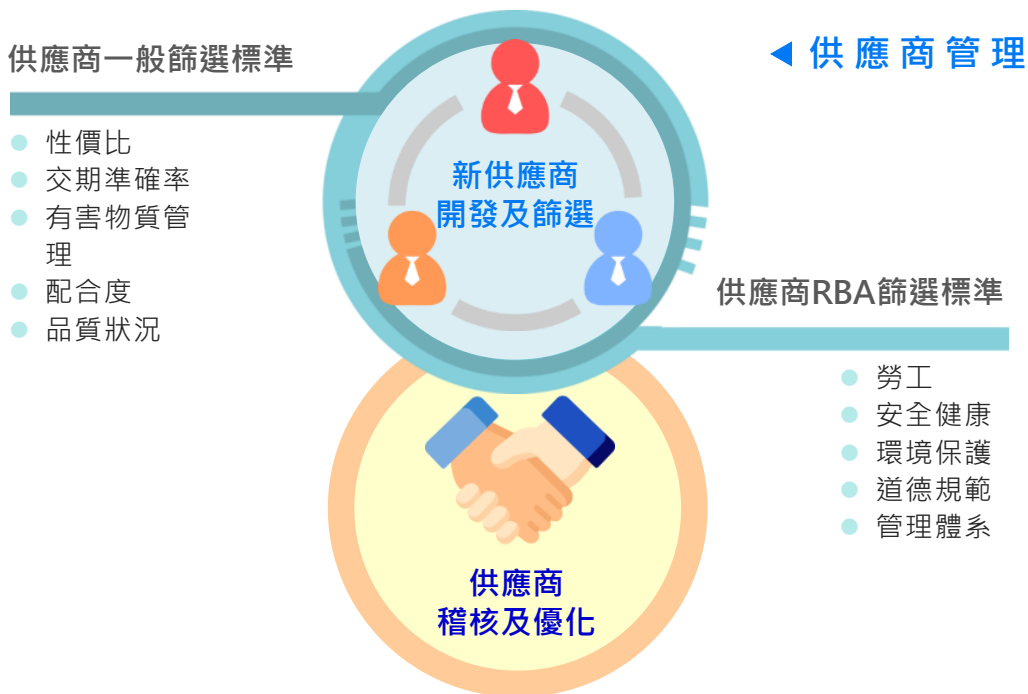 供應商一般篩選標準
◀ 供應商管理
性價比
交期準確率
有害物質管
理
配合度
品質狀況
新供應商
開發及篩選
供應商RBA篩選標準
勞工
安全健康
環境保護
道德規範
管理體系
供應商
稽核及優化